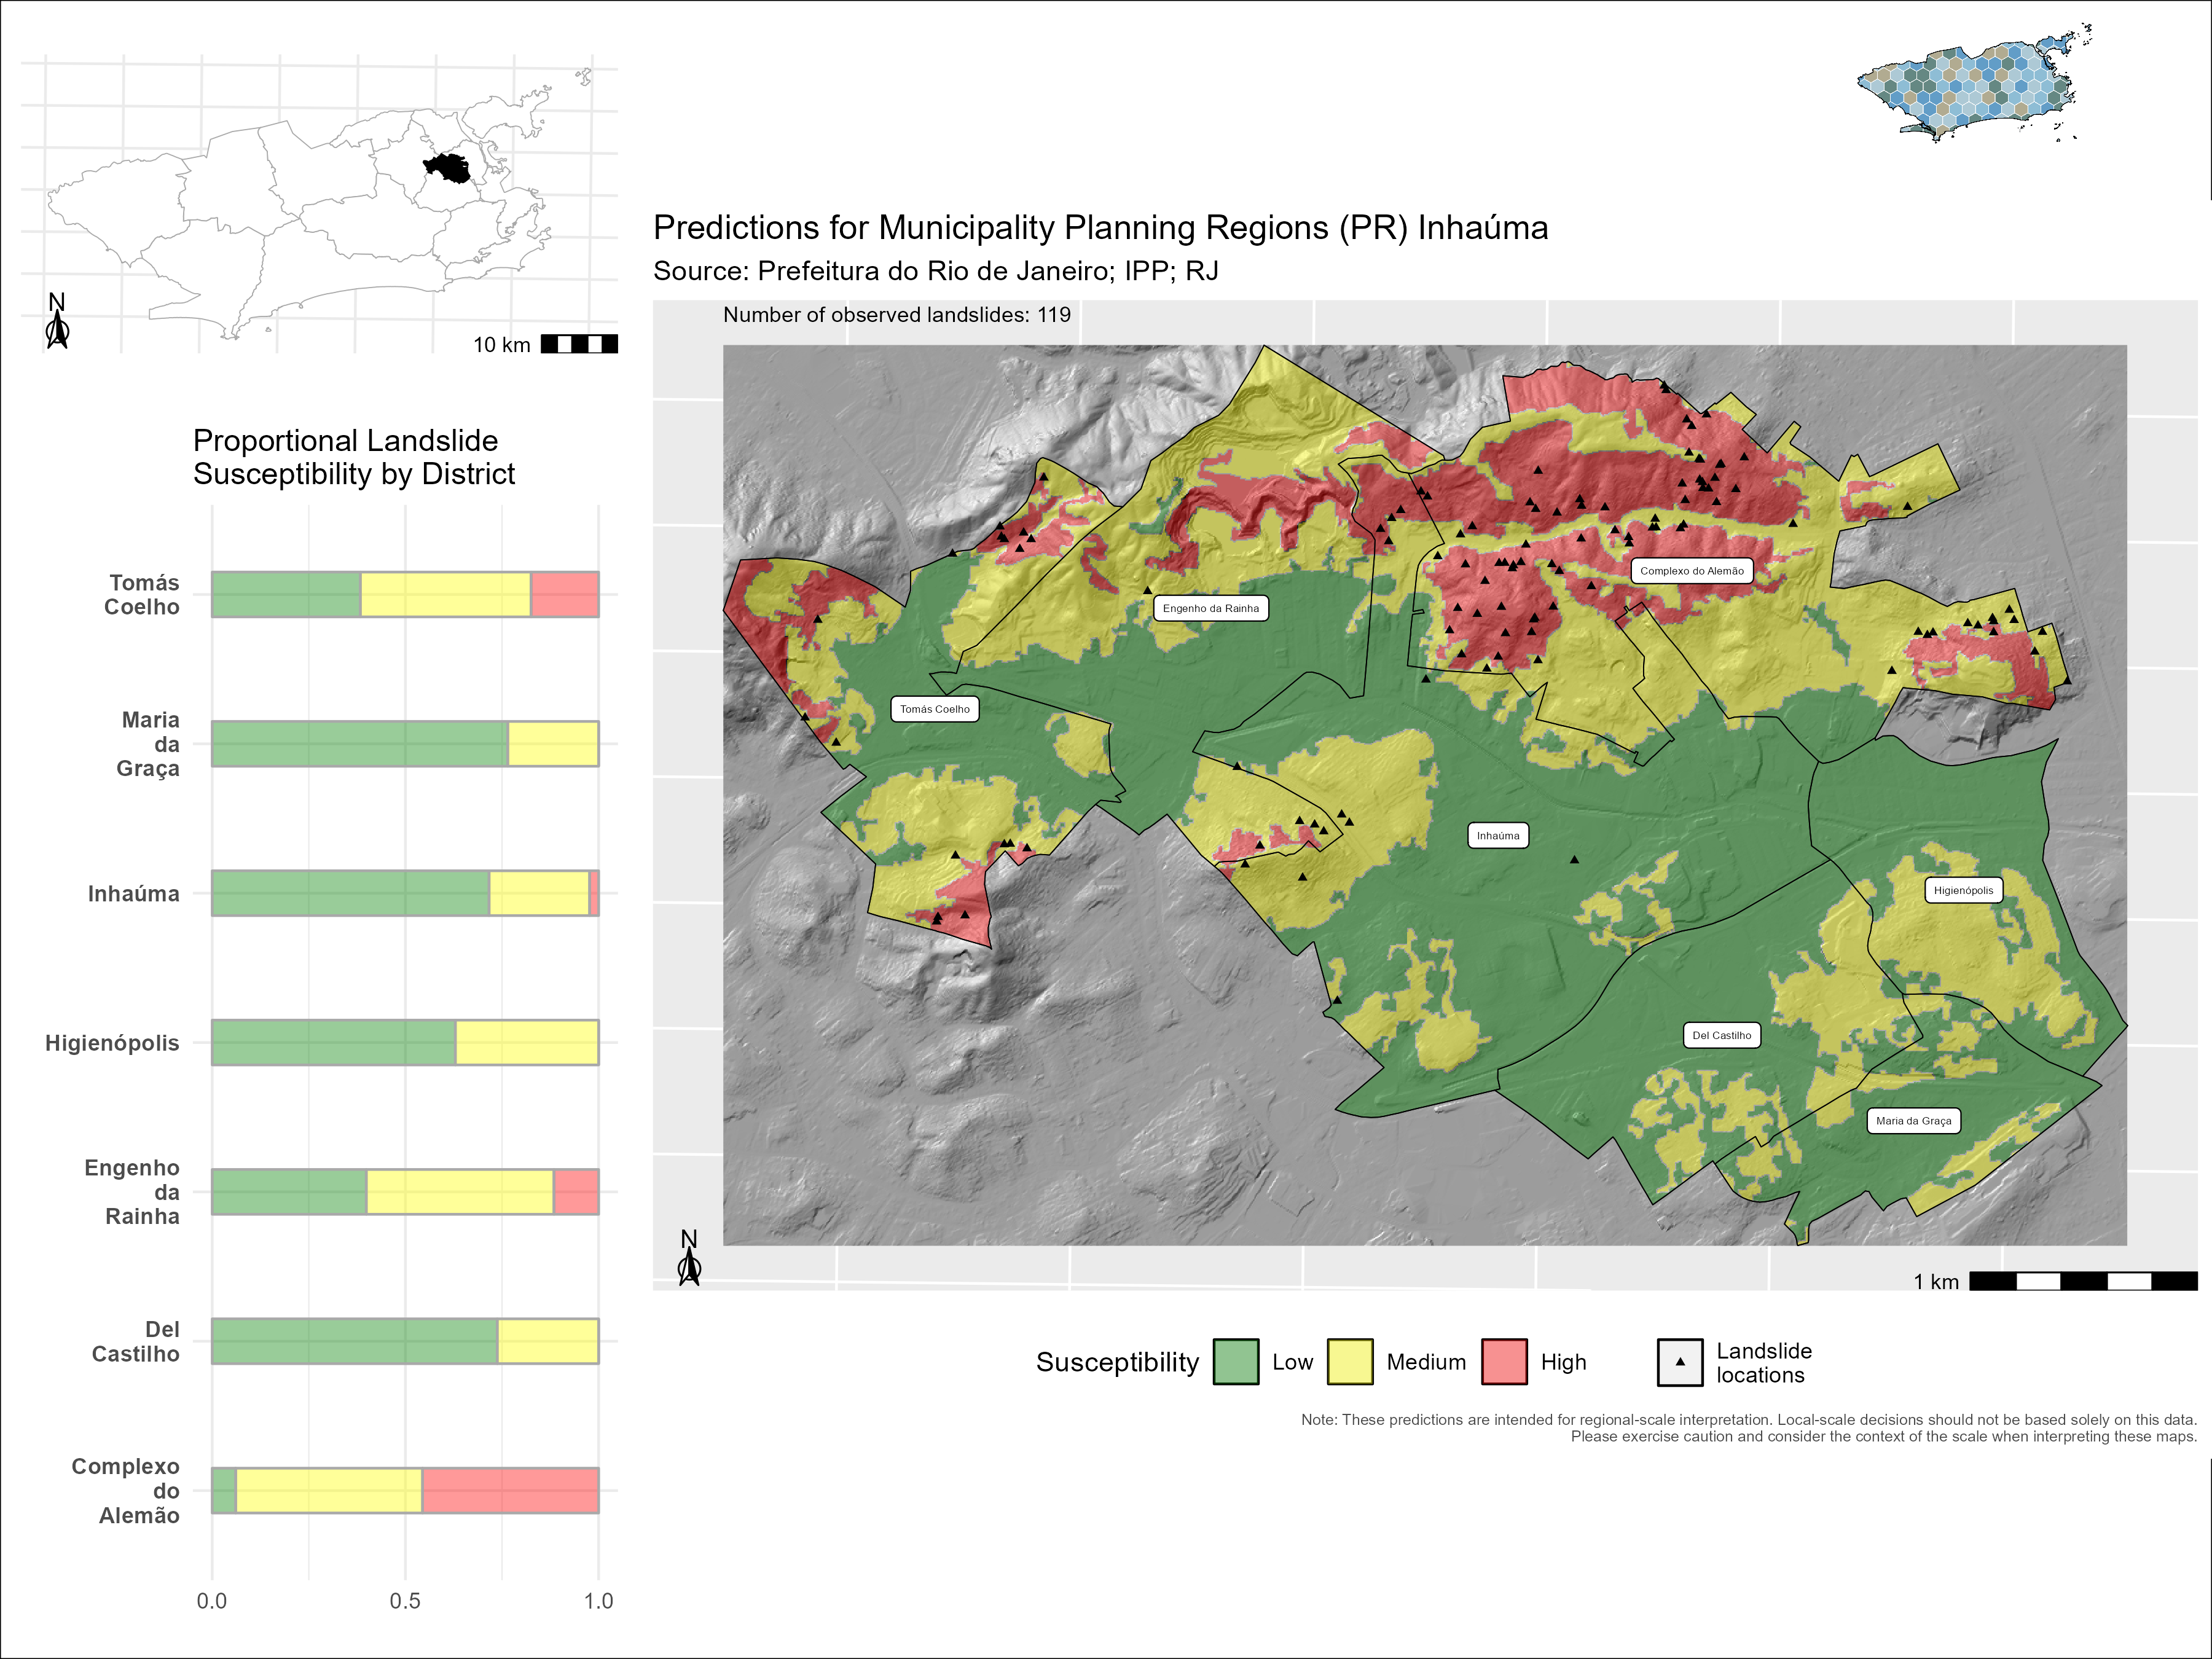 N
10 km
Predictions for Municipality Planning Regions (PR) Inhaúma
Source: Prefeitura do Rio de Janeiro; IPP; RJ
Number of observed landslides: 119
Proportional Landslide
Susceptibility by District
Tomás
Coelho
Maria
da
Graça
Inhaúma
Higienópolis
Engenho
da
Rainha
Del
Castilho
Complexo
do
Alemão
0.0
0.5
1.0
Complexo do Alemão
Engenho da Rainha
Tomás Coelho
Inhaúma
Higienópolis
Del Castilho
Maria da Graça
N
1 km
Susceptibility
Low
Medium
High
Landslide
locations
Note: These predictions are intended for regional-scale interpretation. Local-scale decisions should not be based solely on this data.
Please exercise caution and consider the context of the scale when interpreting these maps.